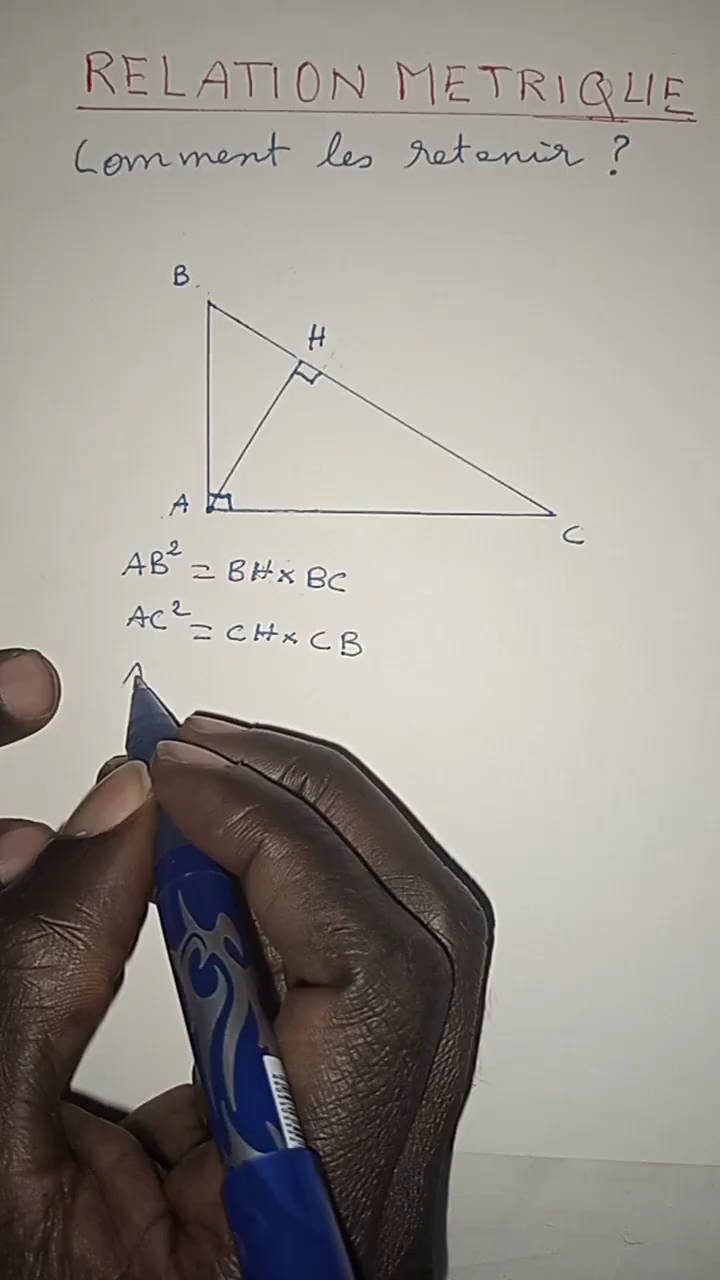 RELATION METRIQUE
Comment les retenir ?
B
H
A
C
AB² = BH × BC
AC² = CH × CB
A